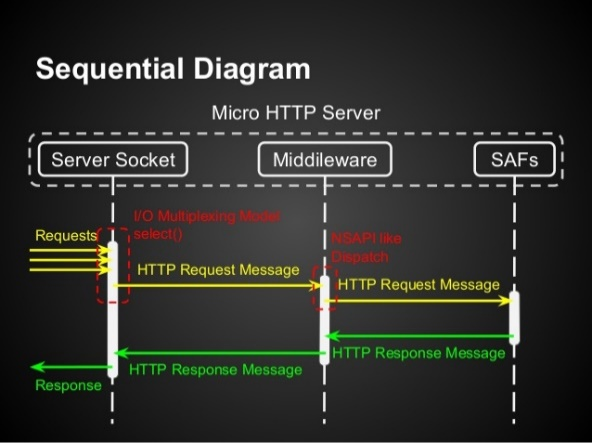 Sequential Diagram
Micro HTTP Server
Server Socket
Middileware
SAFs
I/O Multiplexing Model
select()
Requests
NSAPI like
Dispatch
HTTP Request Message
HTTP Request Message
HTTP Response Message
HTTP Response Message
Response